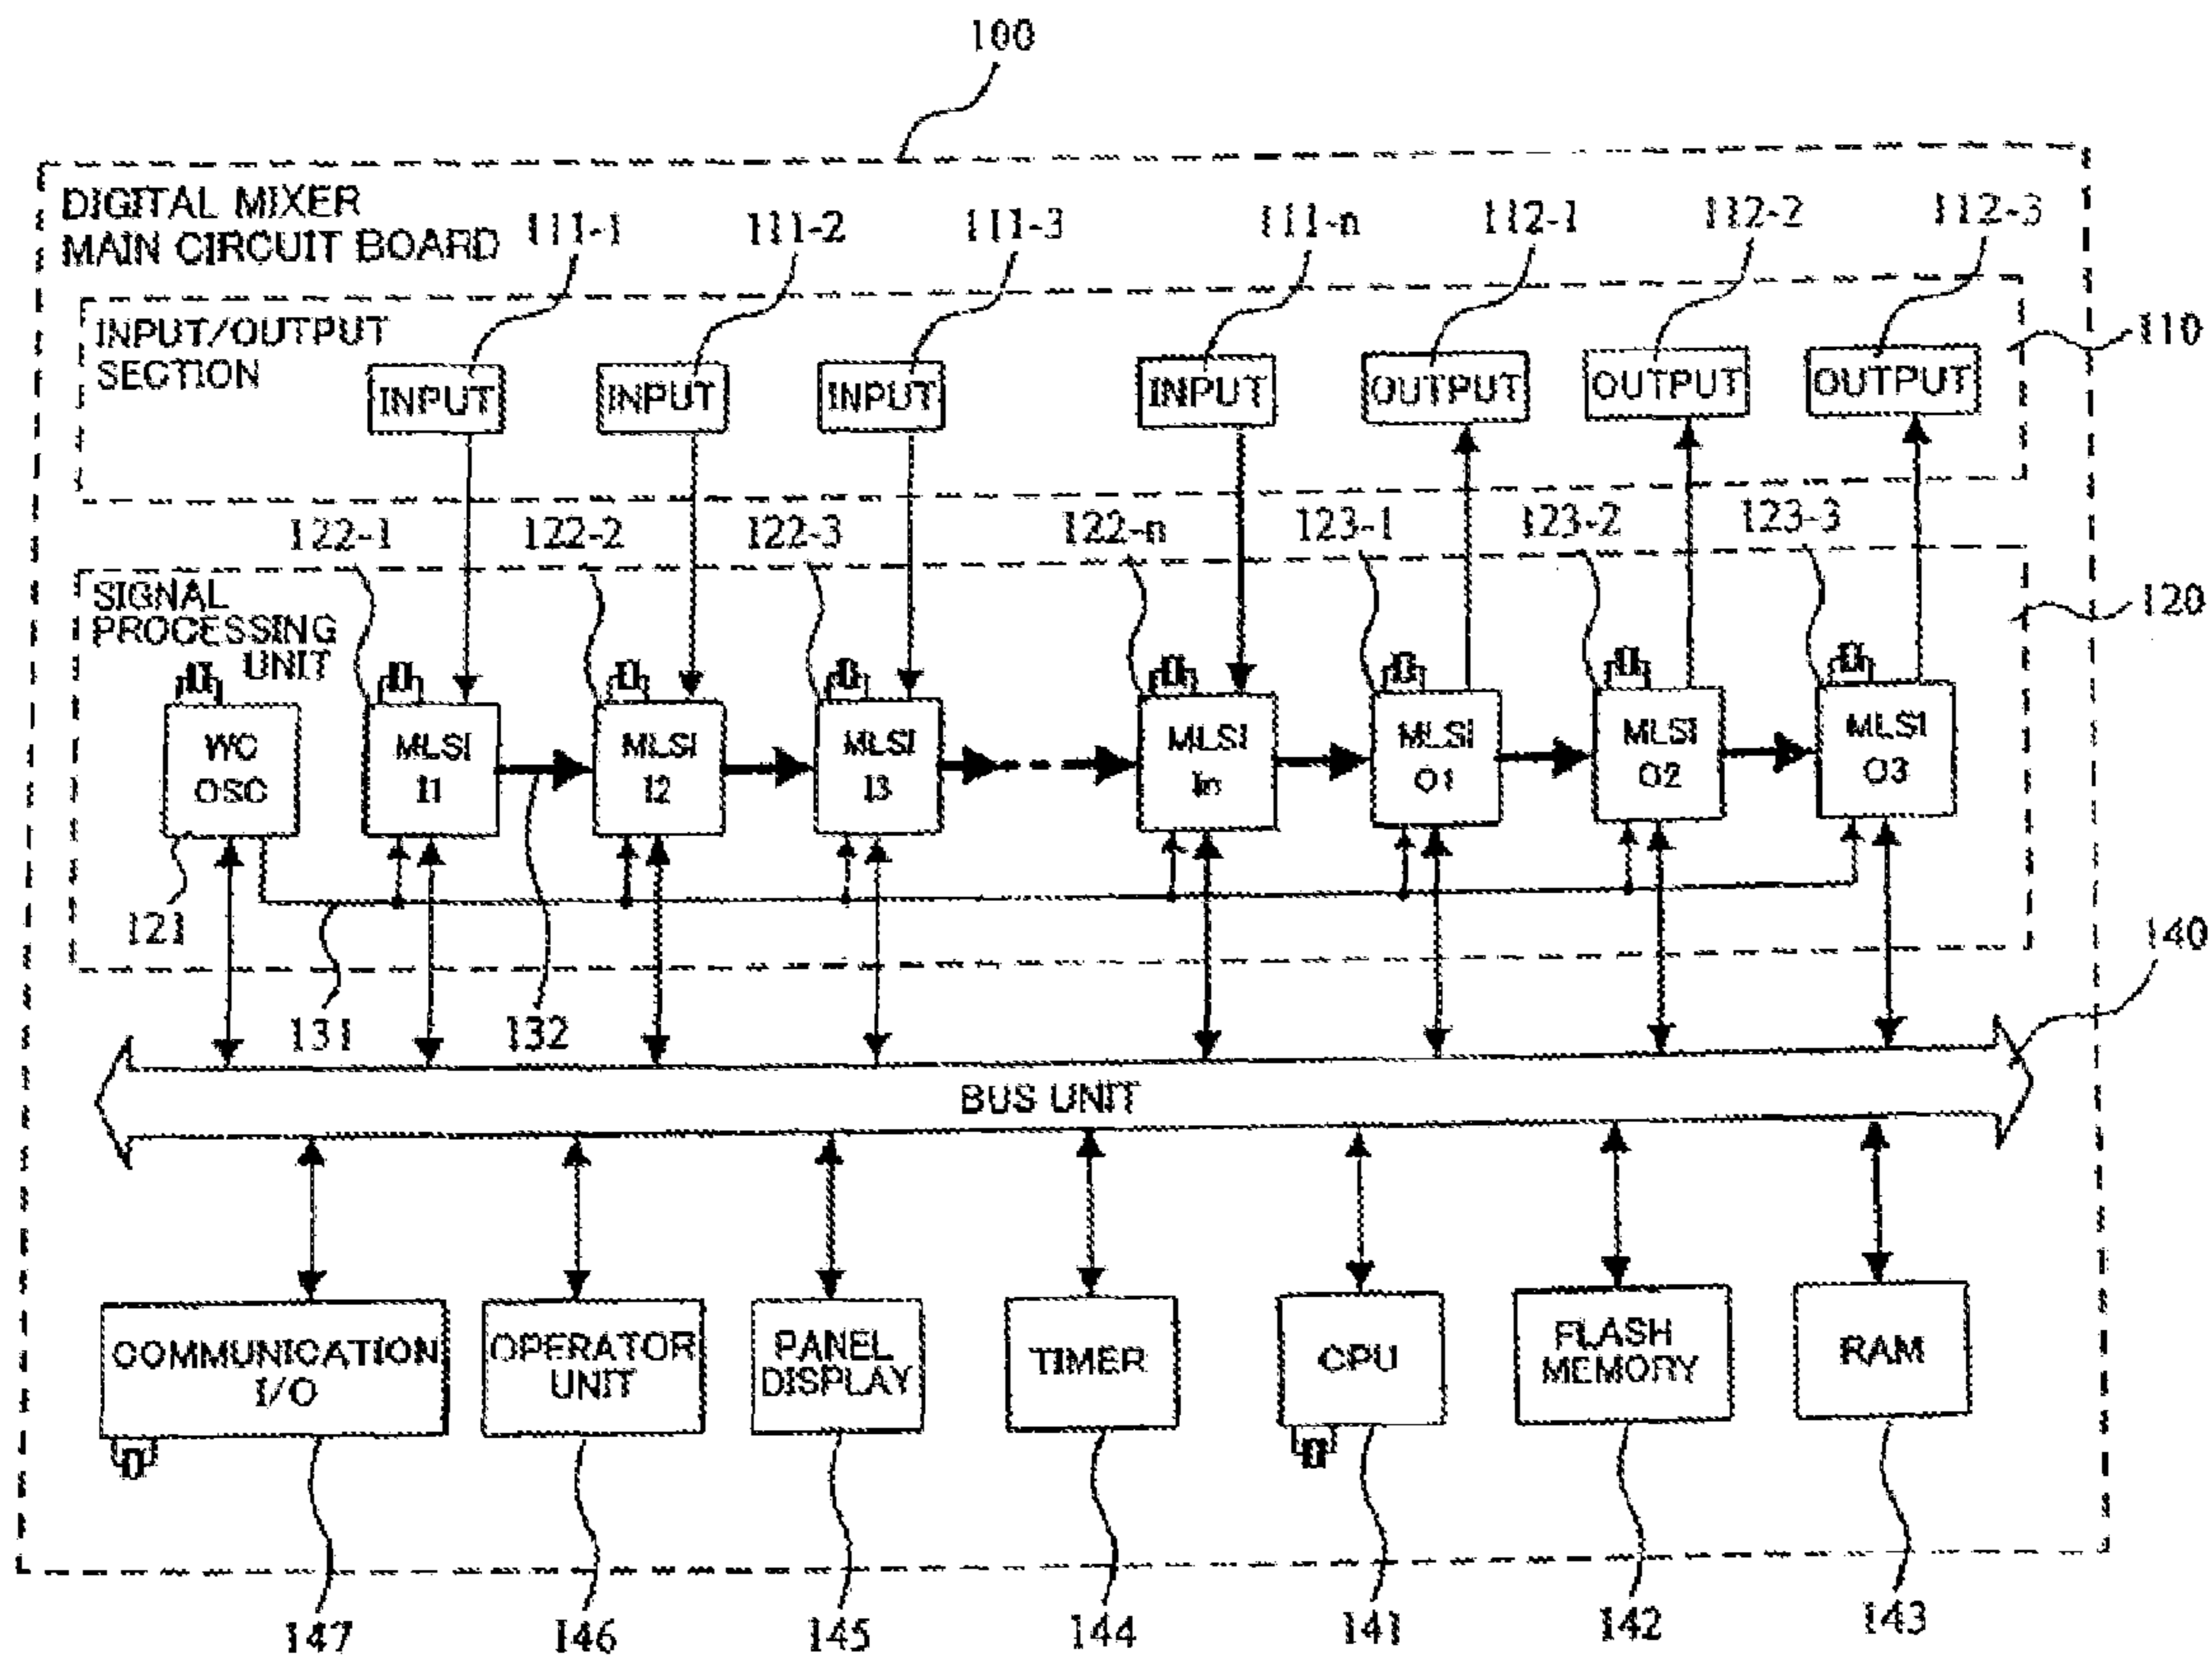 100
DIGITAL MIXER
MAIN CIRCUIT BOARD
111-1
111-2
111-3
111-n
112-1
112-2
112-3
INPUT/OUTPUT
SECTION
110
INPUT
INPUT
INPUT
INPUT
OUTPUT
OUTPUT
OUTPUT
122-1
122-2
122-3
122-n
123-1
123-2
123-3
SIGNAL
PROCESSING
UNIT
120
WC
OSC
MLSI
I1
MLSI
I2
MLSI
I3
MLSI
In
MLSI
O1
MLSI
O2
MLSI
O3
121
131
132
140
BUS UNIT
COMMUNICATION
I/O
OPERATOR
UNIT
PANEL
DISPLAY
TIMER
CPU
FLASH
MEMORY
RAM
147
146
145
144
141
142
143